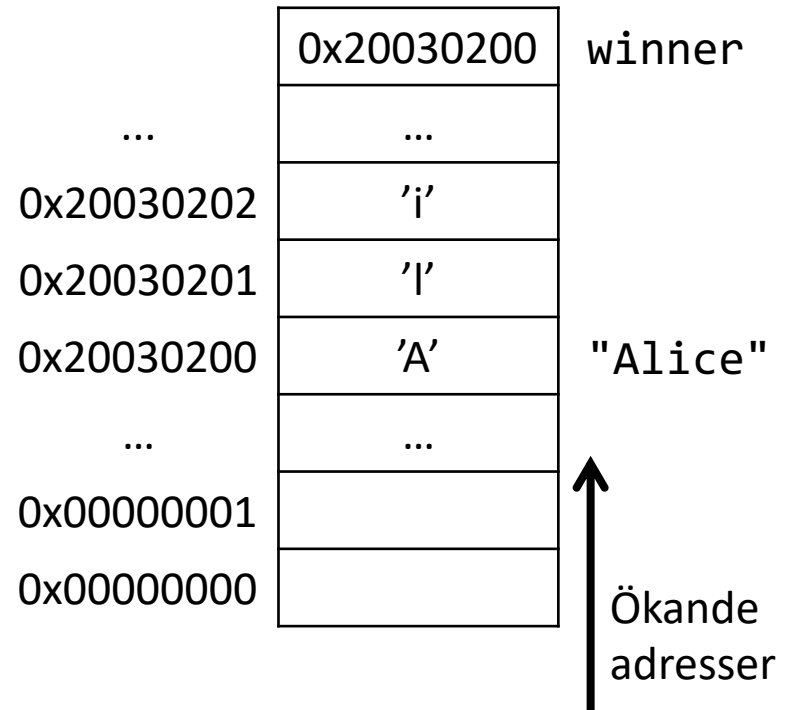 0x20030200 winner
... ...
0x20030202 ’i’
0x20030201 ’l’
0x20030200 ’A’ "Alice"
... ...
0x00000001
0x00000000
Ökande
adresser